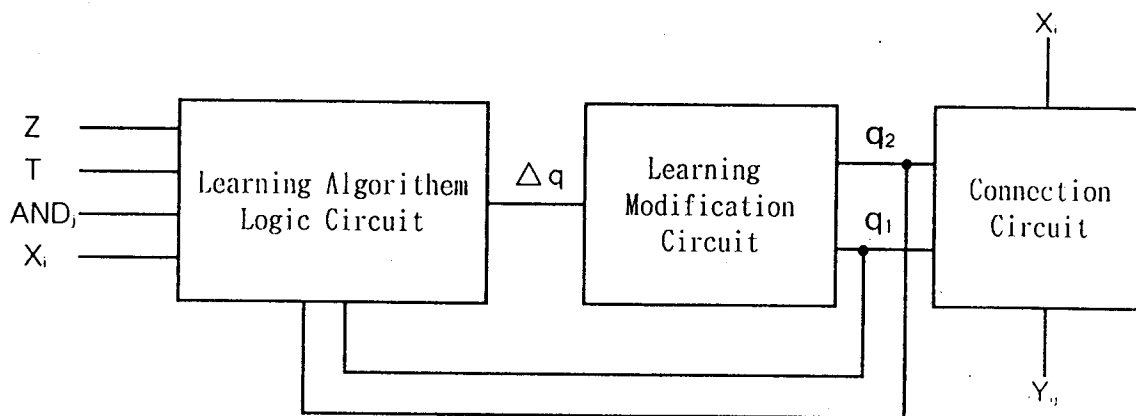 Xᵢ
Z
T
ANDⱼ
Xᵢ
Learning Algorithem
Logic Circuit
△q
Learning
Modification
Circuit
q₂
q₁
Connection
Circuit
Yᵢⱼ